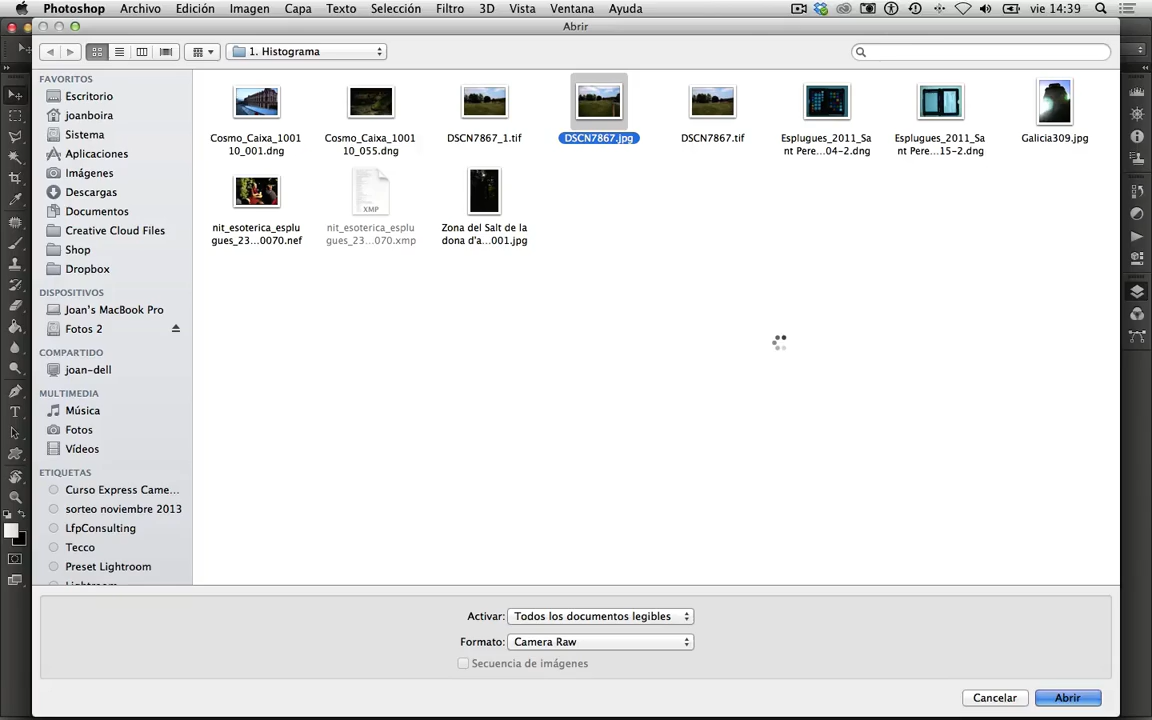 Photoshop Archivo Edición Imagen Capa Texto Selección Filtro 3D Vista Ventana Ayuda vie 14:39
Abrir
1. Histograma
FAVORITOS
Escritorio
joanboira
Sistema
Aplicaciones
Imágenes
Descargas
Documentos
Creative Cloud Files
Shop
Dropbox
DISPOSITIVOS
Joan's MacBook Pro
Fotos 2
COMPARTIDO
joan-dell
MULTIMEDIA
Música
Fotos
Vídeos
ETIQUETAS
Curso Express Came...
sorteo noviembre 2013
LfpConsulting
Tecco
Preset Lightroom
Cosmo_Caixa_1001
10_001.dng
Cosmo_Caixa_1001
10_055.dng
DSCN7867_1.tif
DSCN7867.jpg
DSCN7867.tif
Esplugues_2011_Sa
nt Pere...04-2.dng
Esplugues_2011_Sa
nt Pere...15-2.dng
Galicia309.jpg
nit_esoterica_esplu
gues_23...0070.nef
XMP
nit_esoterica_esplu
gues_23...070.xmp
Zona del Salt de la
dona d'a...001.jpg
Activar: Todos los documentos legibles
Formato: Camera Raw
Secuencia de imágenes
Cancelar
Abrir